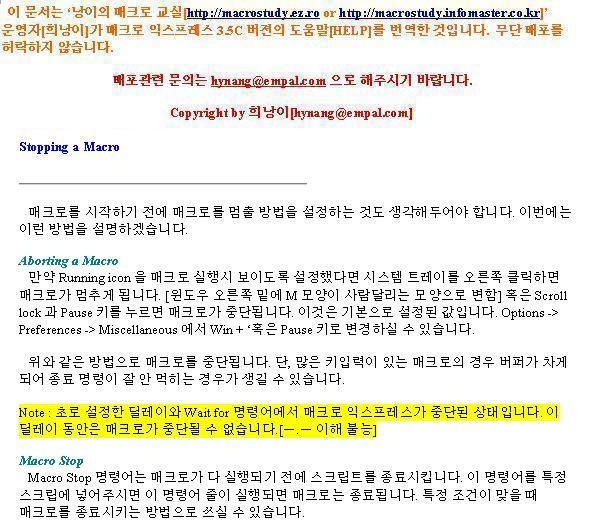 이 문서는 ‘낭이의 매크로 교실[http://macrostudy.ez.ro or http://macrostudy.infomaster.co.kr]’
운영자[희낭이]가 매크로 익스프레스 3.5C 버젼의 도움말[HELP]를 번역한 것입니다. 무단 배포를
허락하지 않습니다.
배포관련 문의는 hynang@empal.com 으로 해주시기 바랍니다.
Copyright by 희낭이[hynang@empal.com]
Stopping a Macro
매크로를 시작하기 전에 매크로를 멈출 방법을 설정하는 것도 생각해두어야 합니다. 이번에는
이런 방법을 설명하겠습니다.
Aborting a Macro
만약 Running icon 을 매크로 실행시 보이도록 설정했다면 시스템 트레이를 오른쪽 클릭하면
매크로가 멈추게 됩니다. [윈도우 오른쪽 밑에 M 모양이 사람달리는 모양으로 변함] 혹은 Scroll
lock 과 Pause 키를 누르면 매크로가 중단됩니다. 이것은 기본으로 설정된 값입니다. Options ->
Preferences -> Miscellaneous 에서 Win + ‘혹은 Pause 키로 변경하실 수 있습니다.
위와 같은 방법으로 매크로를 중단됩니다. 단, 많은 키입력이 있는 매크로의 경우 버퍼가 차게
되어 종료 명령이 잘 안 먹히는 경우가 생길 수 있습니다.
Note : 초로 설정한 딜레이와 Wait for 명령어에서 매크로 익스프레스가 중단된 상태입니다. 이
딜레이 동안은 매크로가 중단될 수 없습니다.[ㅡ.ㅡ 이해 불능]
Macro Stop
Macro Stop 명령어는 매크로가 다 실행되기 전에 스크립트를 종료시킵니다. 이 명령어를 특정
스크립에 넣어주시면 이 명령어 줄이 실행되면 매크로는 종료됩니다. 특정 조건이 맞을 때
매크로를 종료시키는 방법으로 쓰실 수 있습니다.